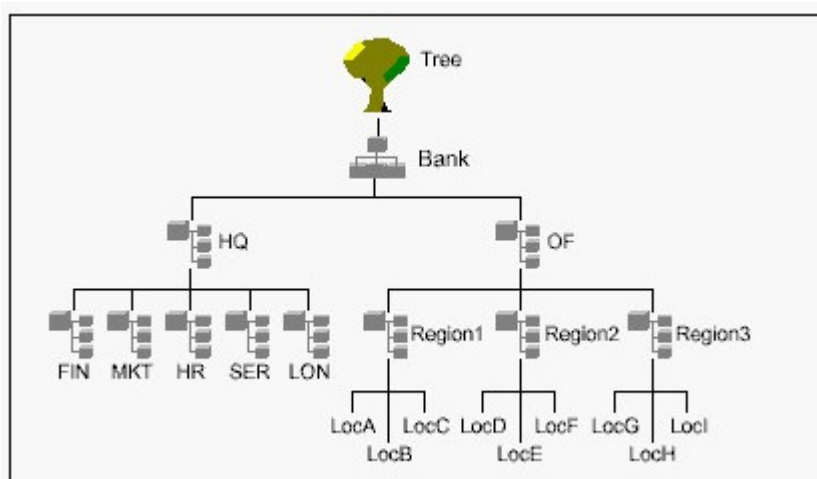 Tree
Bank
HQ
OF
Region1
Region2
Region3
FIN
MKT
HR
SER
LON
LocA
LocB
LocC
LocD
LocE
LocF
LocG
LocH
LocI